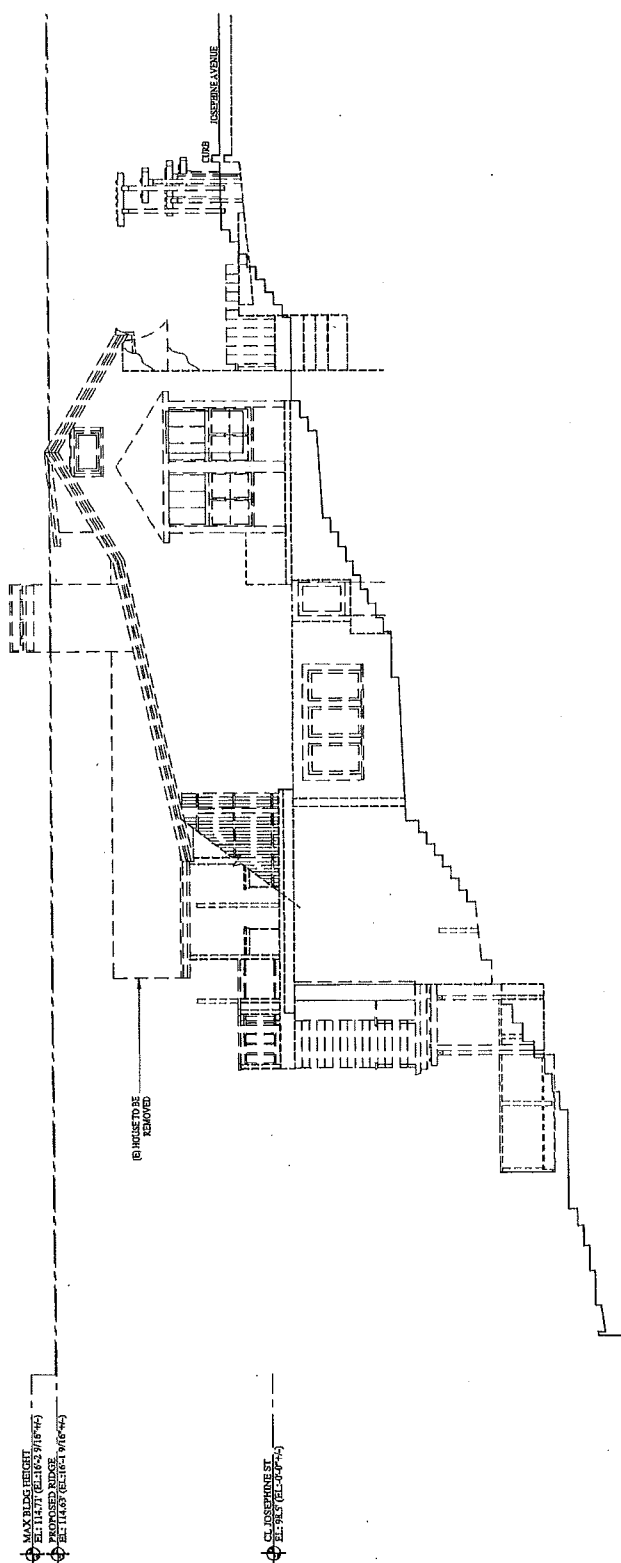 MAX BLDG HEIGHT
EL: 114.71' (EL:16'-2 9/16"+/-)
PROPOSED RIDGE
EL: 114.63' (EL:16'-1 9/16"+/-)
CL JOSEPHINE ST
EL: 98.5' (EL:-0'-0"+/-)
(E) HOUSE TO BE
REMOVED
CURB
JOSEPHINE AVENUE